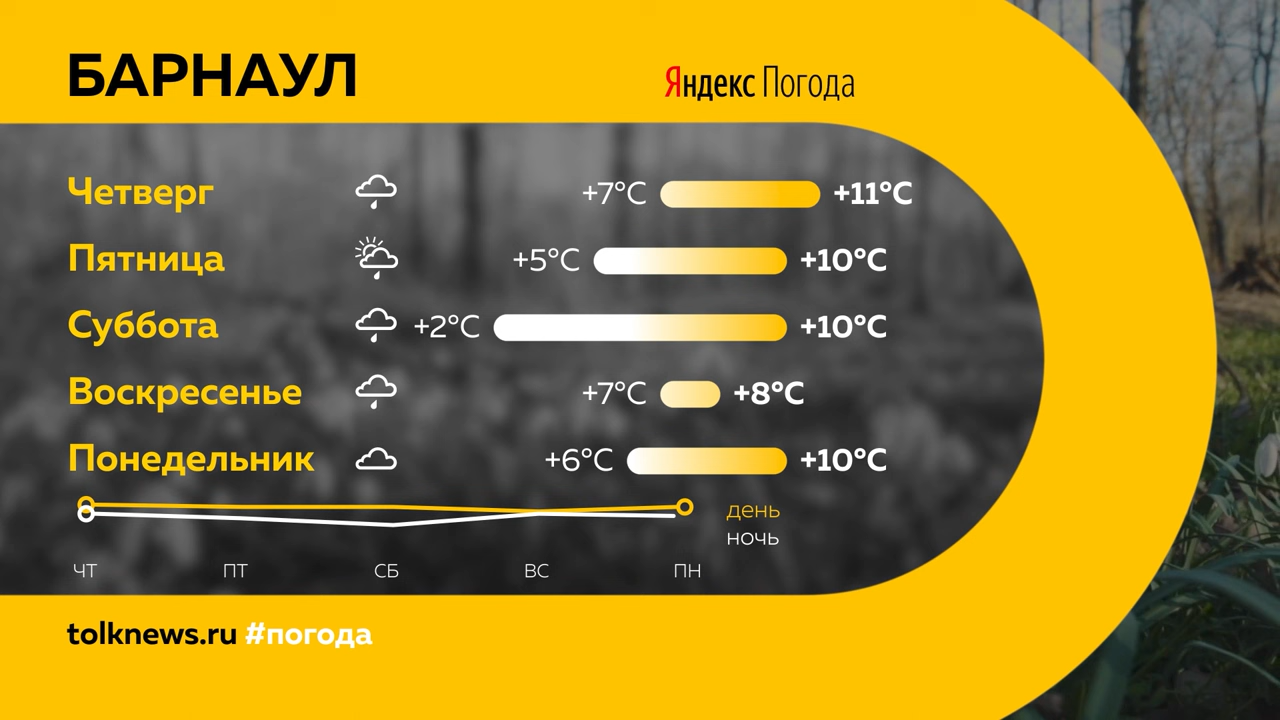 БАРНАУЛ
Яндекс Погода
Четверг +7°C +11°C
Пятница +5°C +10°C
Суббота +2°C +10°C
Воскресенье +7°C +8°C
Понедельник +6°C +10°C
день
ночь
ЧТ ПТ СБ ВС ПН
tolknews.ru #погода